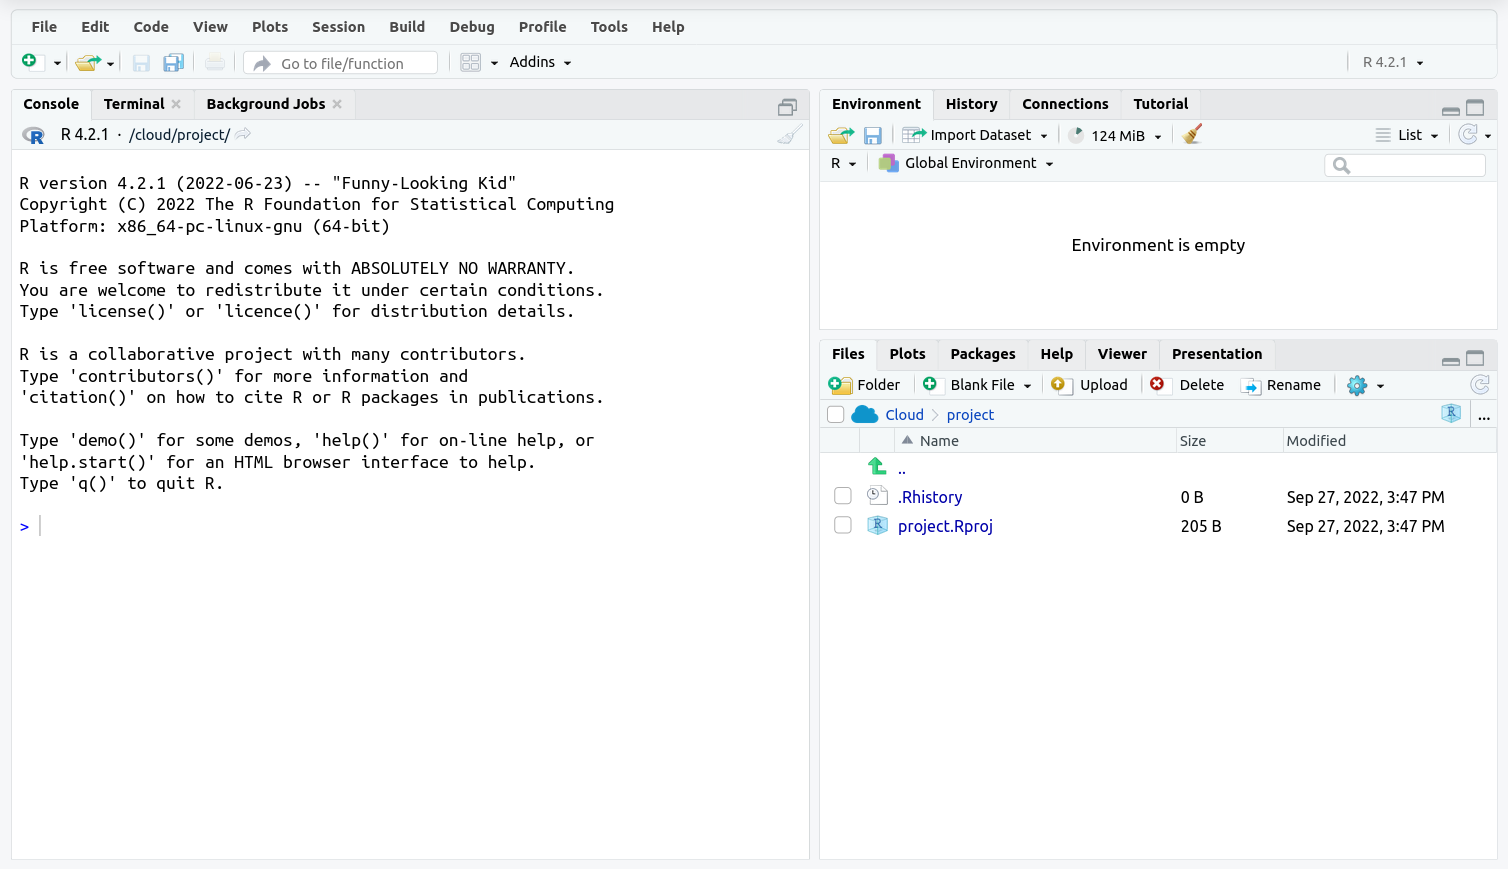 File Edit Code View Plots Session Build Debug Profile Tools Help
Go to file/function Addins R 4.2.1
Console Terminal Background Jobs
R 4.2.1 · /cloud/project/
R version 4.2.1 (2022-06-23) -- "Funny-Looking Kid"
Copyright (C) 2022 The R Foundation for Statistical Computing
Platform: x86_64-pc-linux-gnu (64-bit)
R is free software and comes with ABSOLUTELY NO WARRANTY.
You are welcome to redistribute it under certain conditions.
Type 'license()' or 'licence()' for distribution details.
R is a collaborative project with many contributors.
Type 'contributors()' for more information and
'citation()' on how to cite R or R packages in publications.
Type 'demo()' for some demos, 'help()' for on-line help, or
'help.start()' for an HTML browser interface to help.
Type 'q()' to quit R.
>
Environment History Connections Tutorial
Import Dataset 124 MiB List
R Global Environment
Environment is empty
Files Plots Packages Help Viewer Presentation
Folder Blank File Upload Delete Rename
Cloud project R ...
Name Size Modified
..
.Rhistory 0 B Sep 27, 2022, 3:47 PM
R project.Rproj 205 B Sep 27, 2022, 3:47 PM